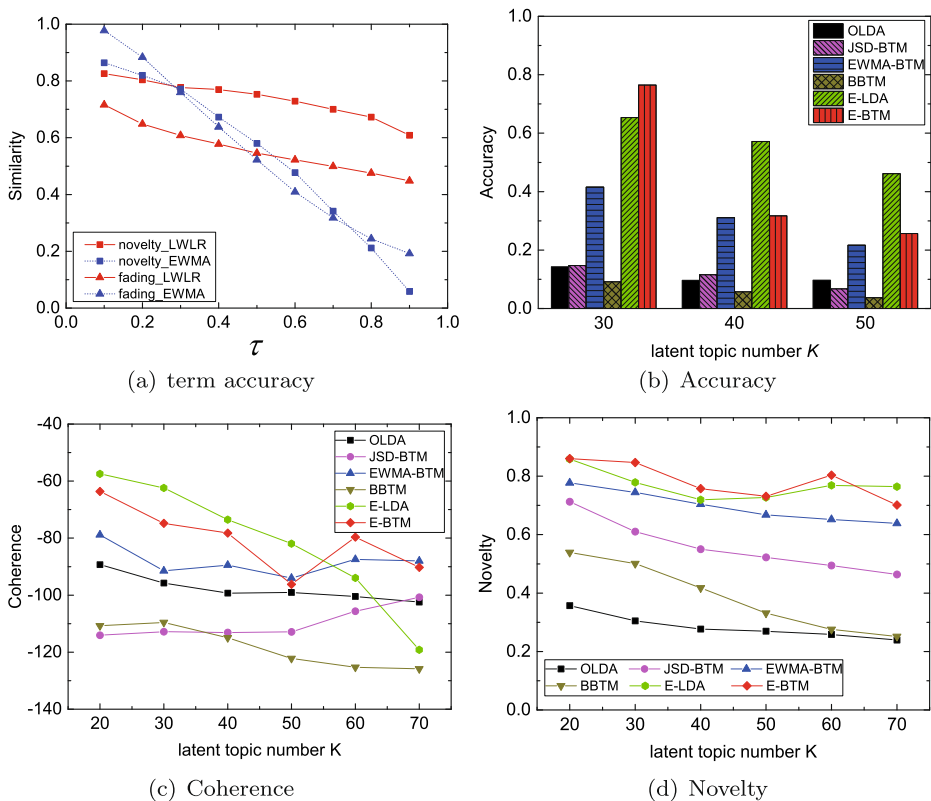 1.0
0.8
0.6
0.4
0.2
0.0
Similarity
novelty_LWLR
novelty_EWMA
fading_LWLR
fading_EWMA
0.0 0.2 0.4 0.6 0.8 1.0
τ
(a) term accuracy
1.0
0.8
0.6
0.4
0.2
0.0
Accuracy
OLDA
JSD-BTM
EWMA-BTM
BBTM
E-LDA
E-BTM
30 40 50
latent topic number K
(b) Accuracy
-40
-60
-80
-100
-120
-140
Coherence
OLDA
JSD-BTM
EWMA-BTM
BBTM
E-LDA
E-BTM
20 30 40 50 60 70
latent topic number K
(c) Coherence
1.0
0.8
0.6
0.4
0.2
0.0
Novelty
OLDA JSD-BTM EWMA-BTM
BBTM E-LDA E-BTM
20 30 40 50 60 70
latent topic number K
(d) Novelty